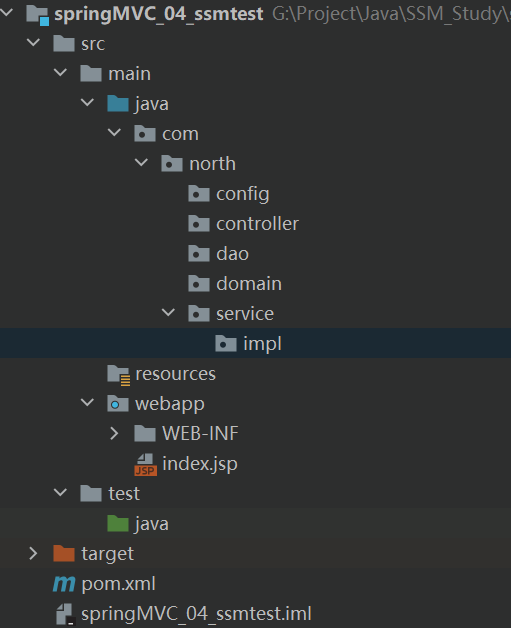 springMVC_04_ssmtest G:\Project\Java\SSM_Study\
src
main
java
com
north
config
controller
dao
domain
service
impl
resources
webapp
WEB-INF
JSP index.jsp
test
java
target
m pom.xml
springMVC_04_ssmtest.iml